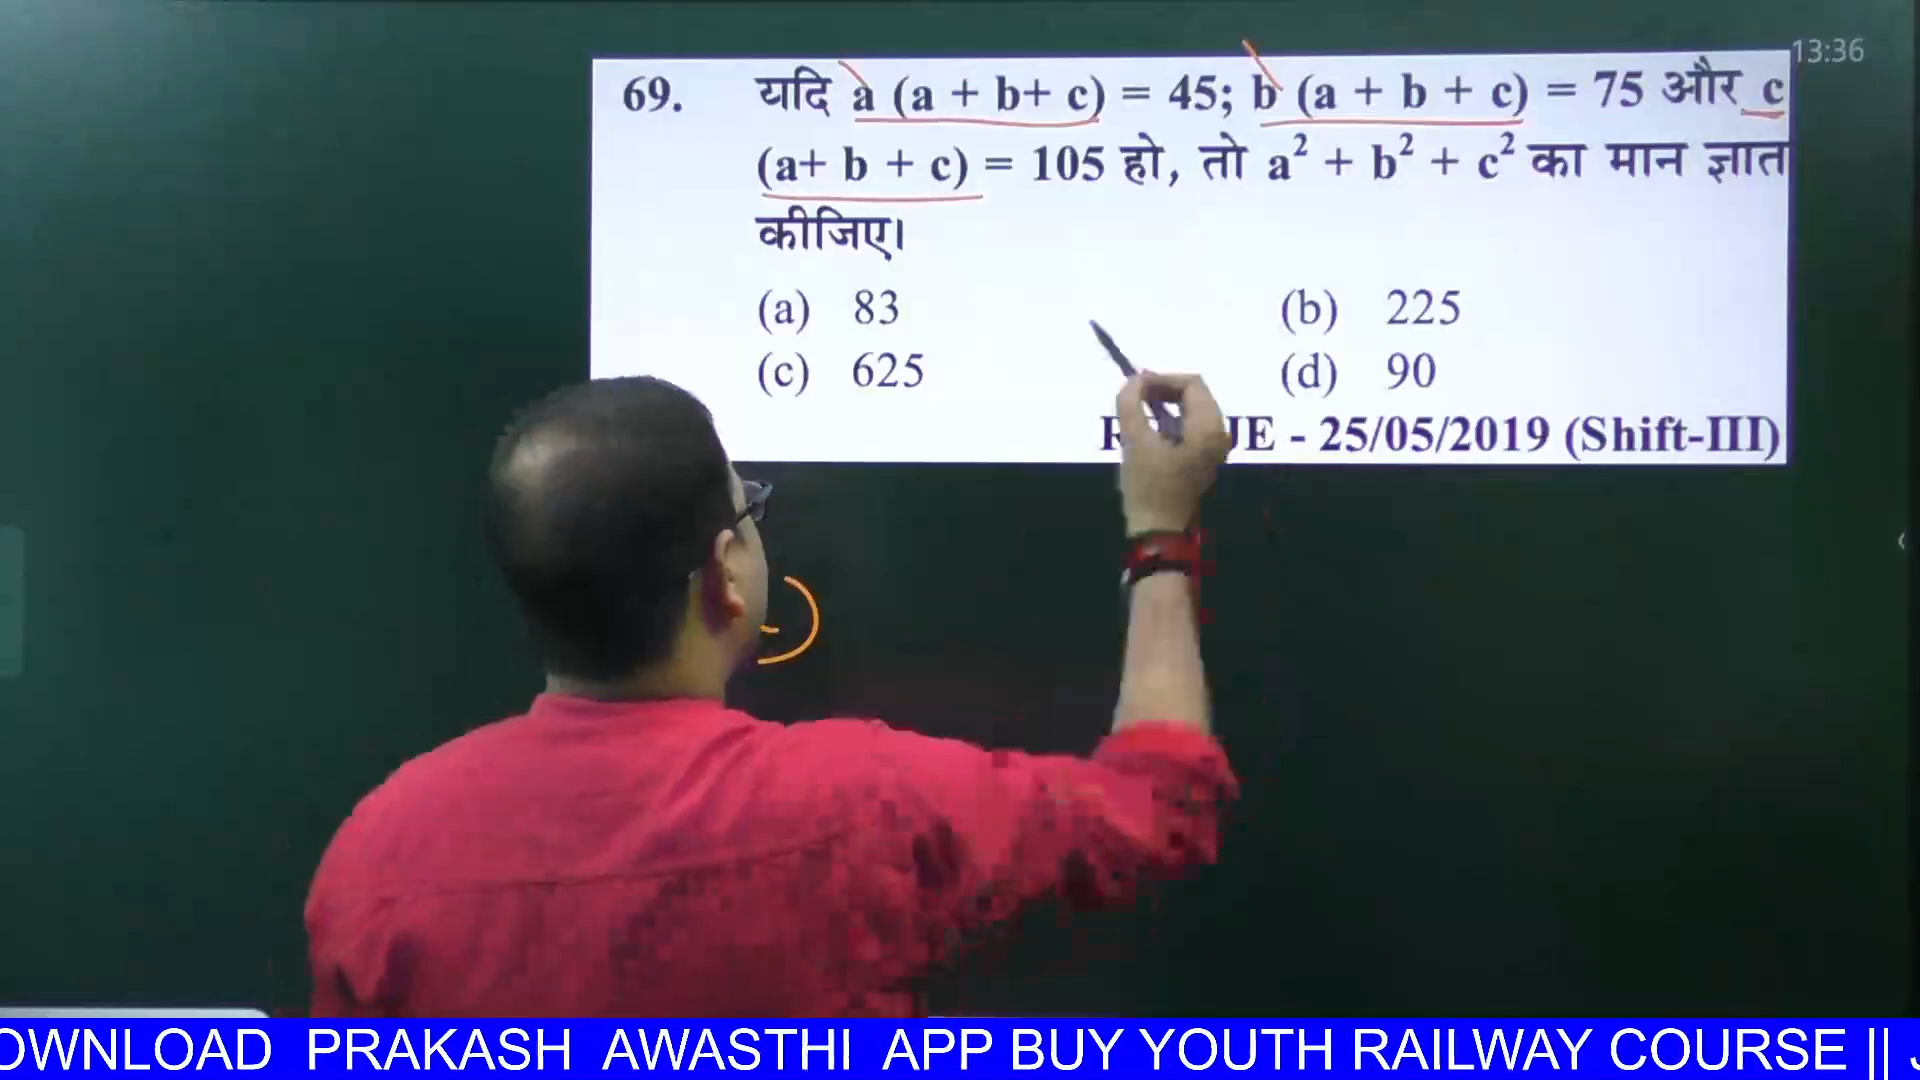 13:36
69. यदि a (a + b+ c) = 45; b (a + b + c) = 75 और c
(a+ b + c) = 105 हो, तो a² + b² + c² का मान ज्ञात
कीजिए।
(a) 83 (b) 225
(c) 625 (d) 90
JE - 25/05/2019 (Shift-III)
PRAKASH AWASTHI APP BUY YOUTH RAILWAY COURSE ||